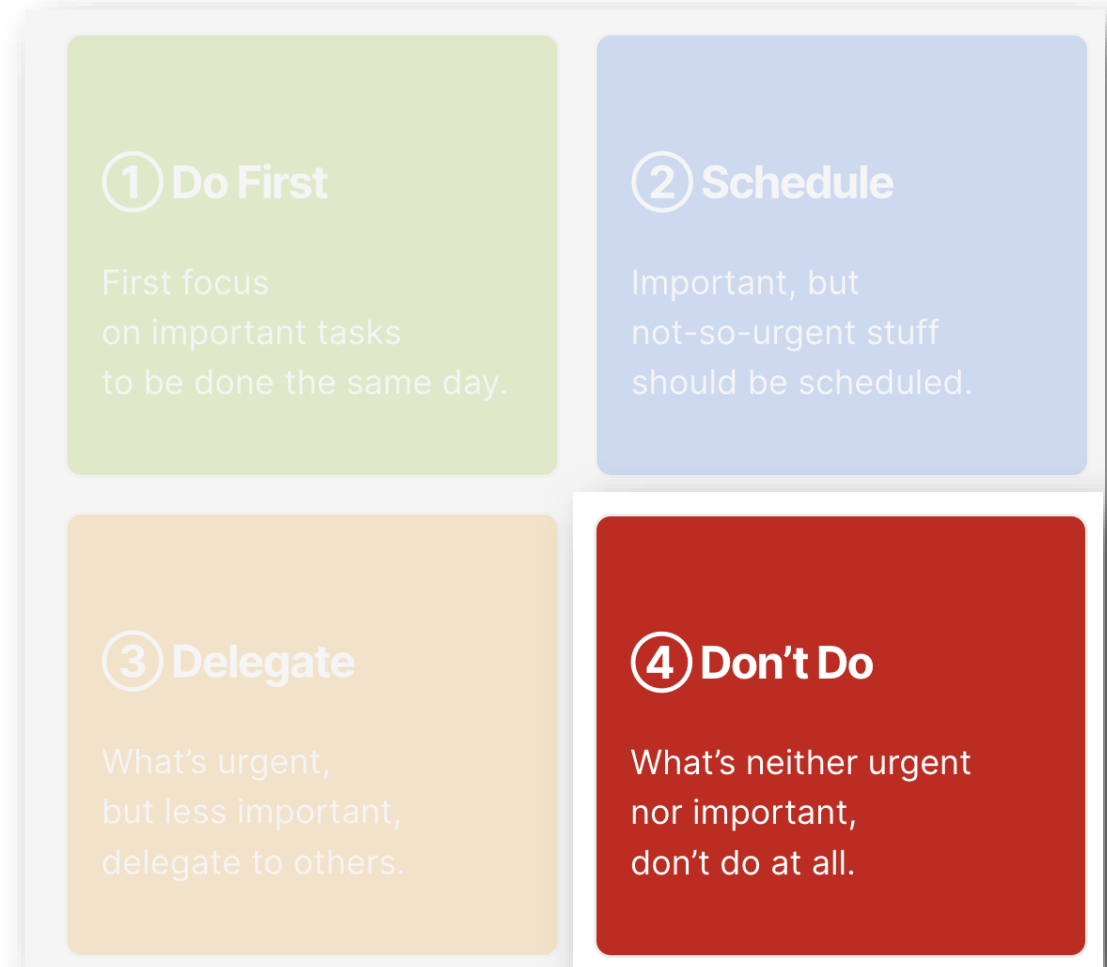 ① Do First
First focus
on important tasks
to be done the same day.
② Schedule
Important, but
not-so-urgent stuff
should be scheduled.
③ Delegate
What’s urgent,
but less important,
delegate to others.
④ Don’t Do
What’s neither urgent
nor important,
don’t do at all.